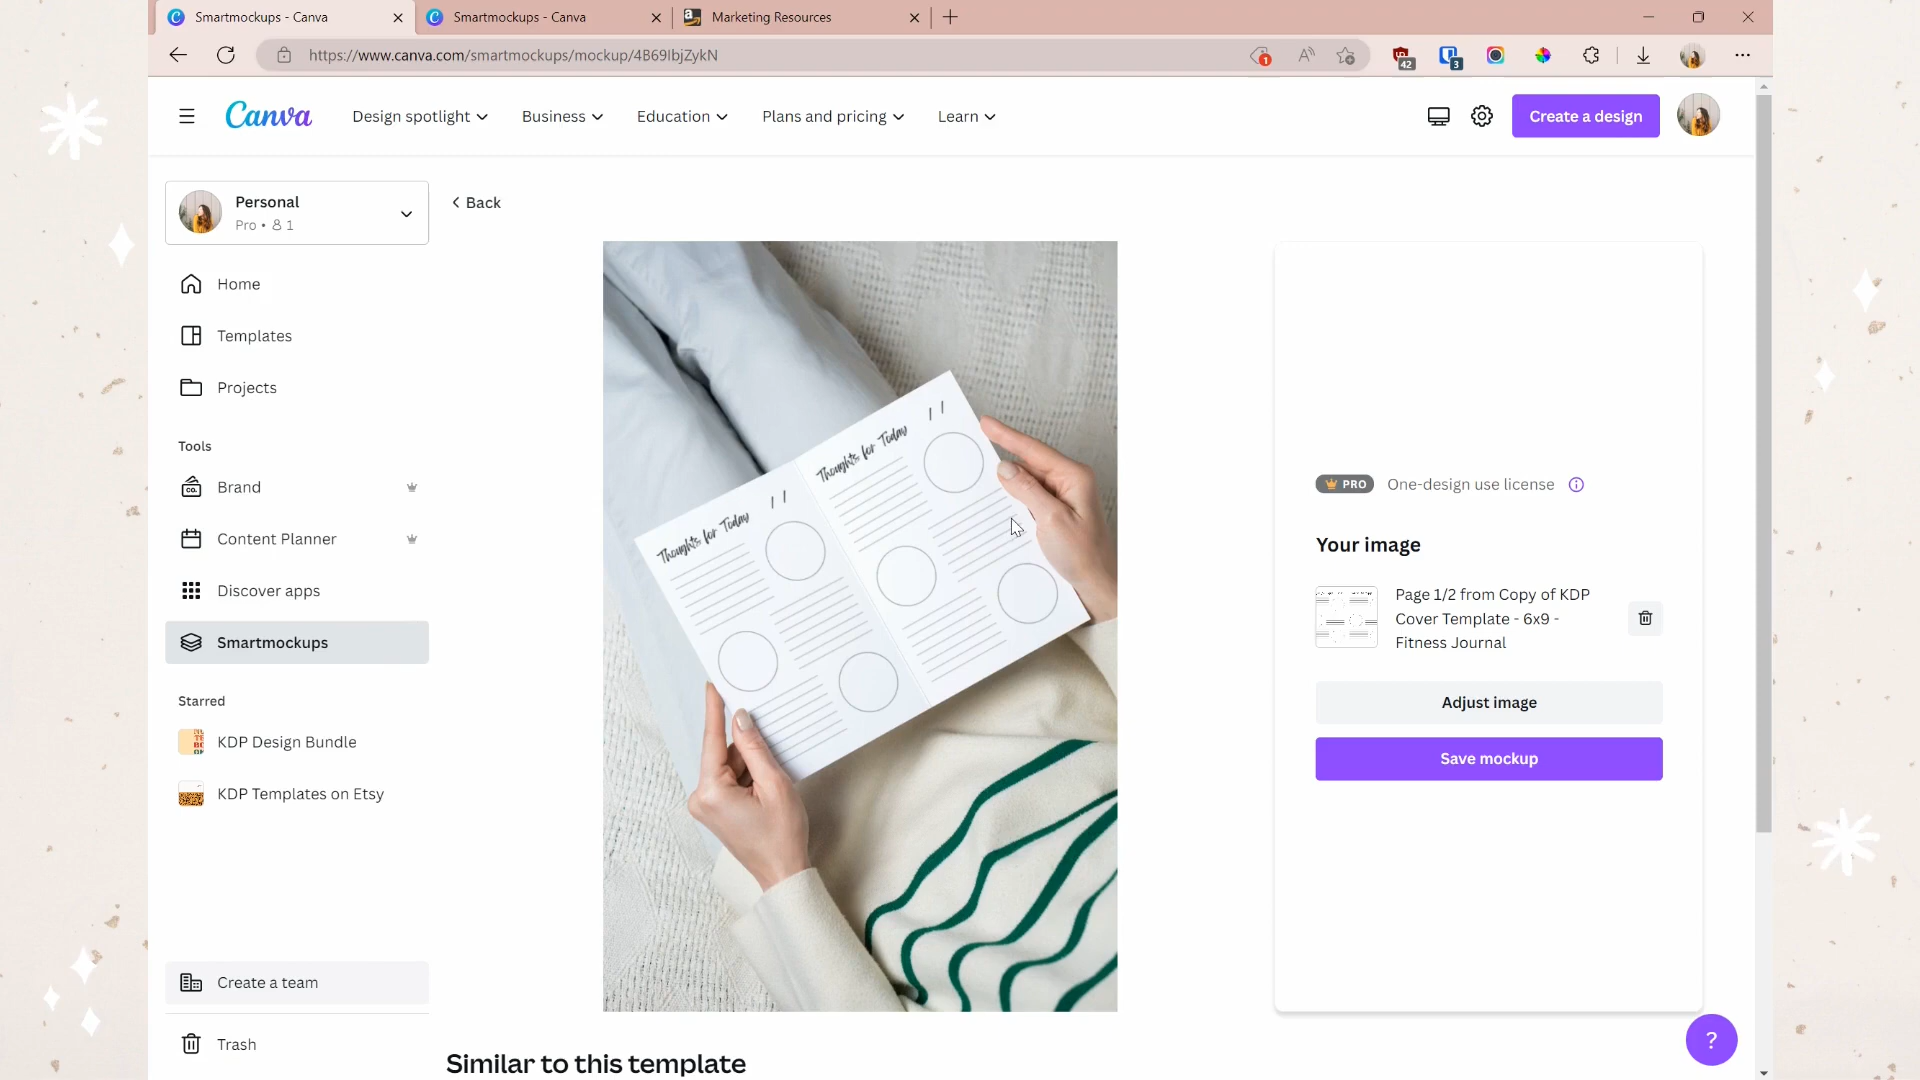 Smartmockups - Canva
Smartmockups - Canva
Marketing Resources
https://www.canva.com/smartmockups/mockup/4B69IbjZykN
1
42
3
Canva
Design spotlight
Business
Education
Plans and pricing
Learn
Create a design
Personal
Pro • 1
Back
Home
Templates
Projects
Tools
CO.
Brand
Content Planner
Discover apps
Smartmockups
Starred
KDP Design Bundle
KDP Templates on Etsy
Create a team
Trash
Thoughts for Today / /
Thoughts for Today / /
PRO One-design use license
Your image
Page 1/2 from Copy of KDP
Cover Template - 6x9 -
Fitness Journal
Adjust image
Save mockup
?
Similar to this template